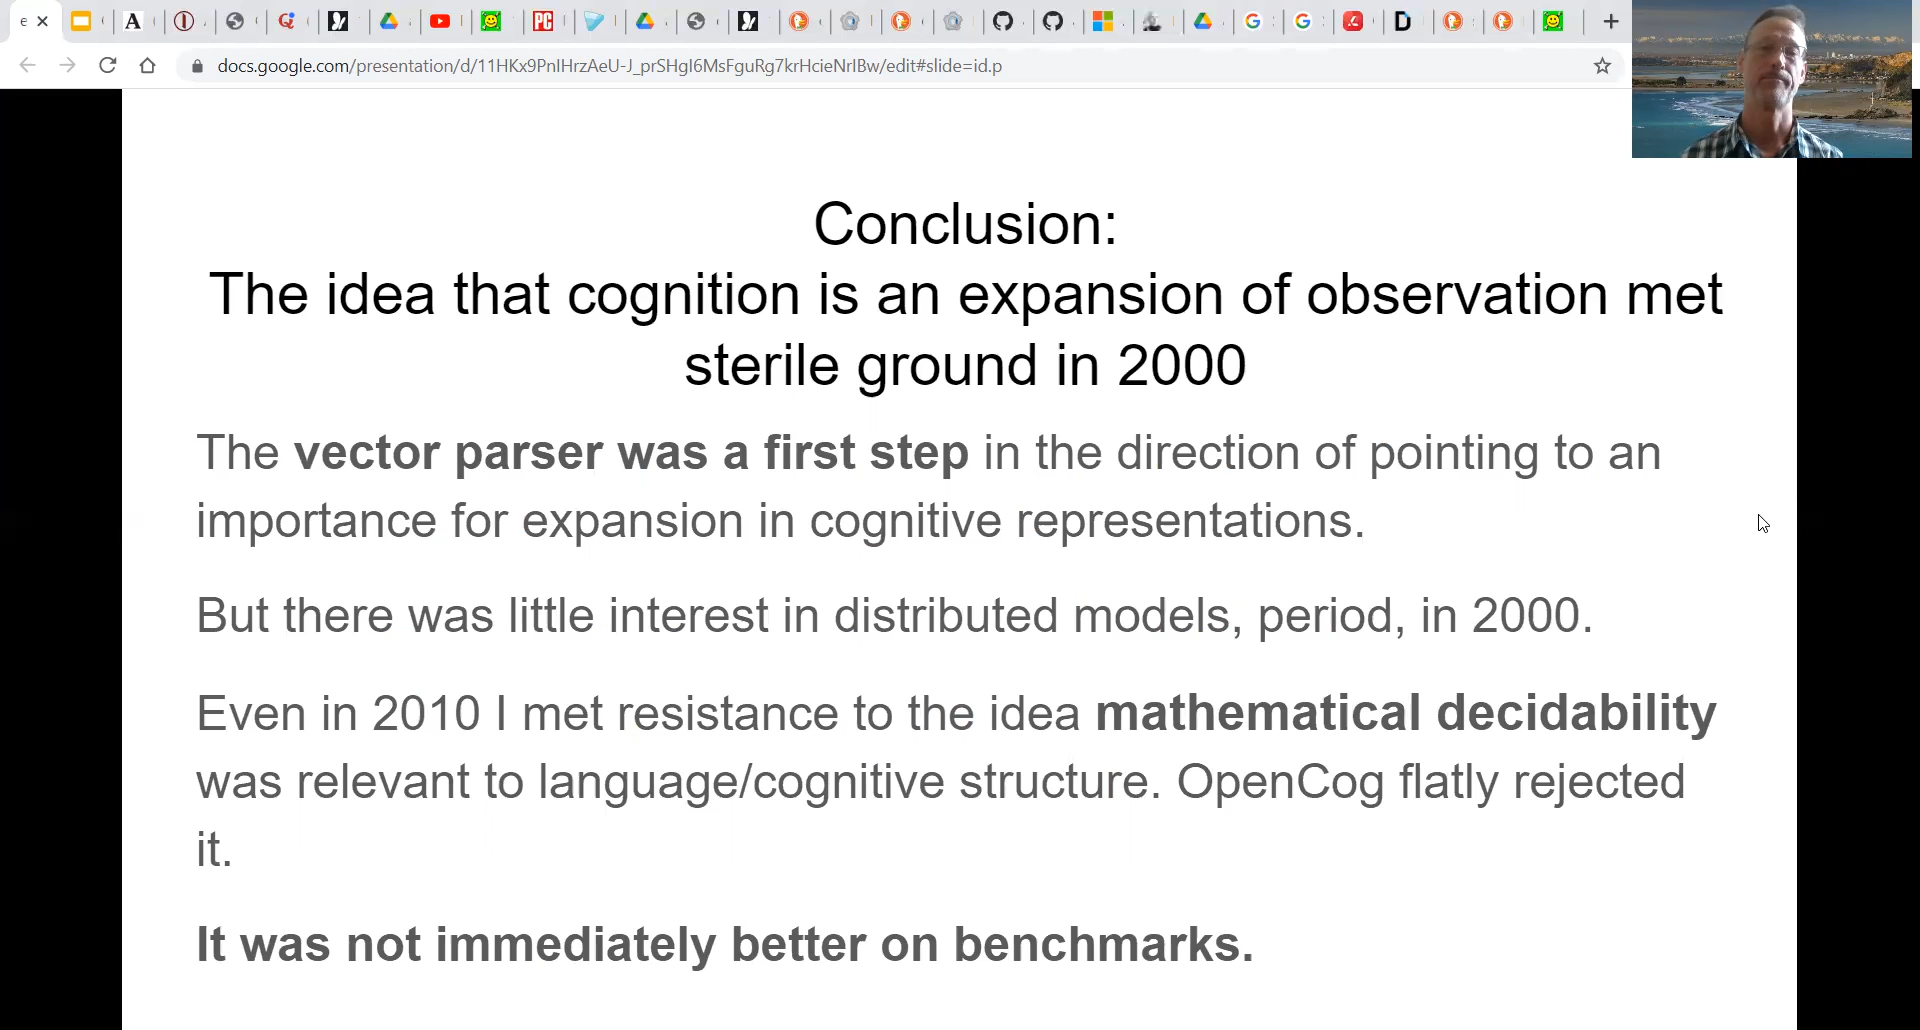 e
docs.google.com/presentation/d/11HKx9PnIHrzAeU-J_prSHgI6MsFguRg7krHcieNrIBw/edit#slide=id.p
Conclusion:
The idea that cognition is an expansion of observation met
sterile ground in 2000
The vector parser was a first step in the direction of pointing to an
importance for expansion in cognitive representations.
But there was little interest in distributed models, period, in 2000.
Even in 2010 I met resistance to the idea mathematical decidability
was relevant to language/cognitive structure. OpenCog flatly rejected
it.
It was not immediately better on benchmarks.